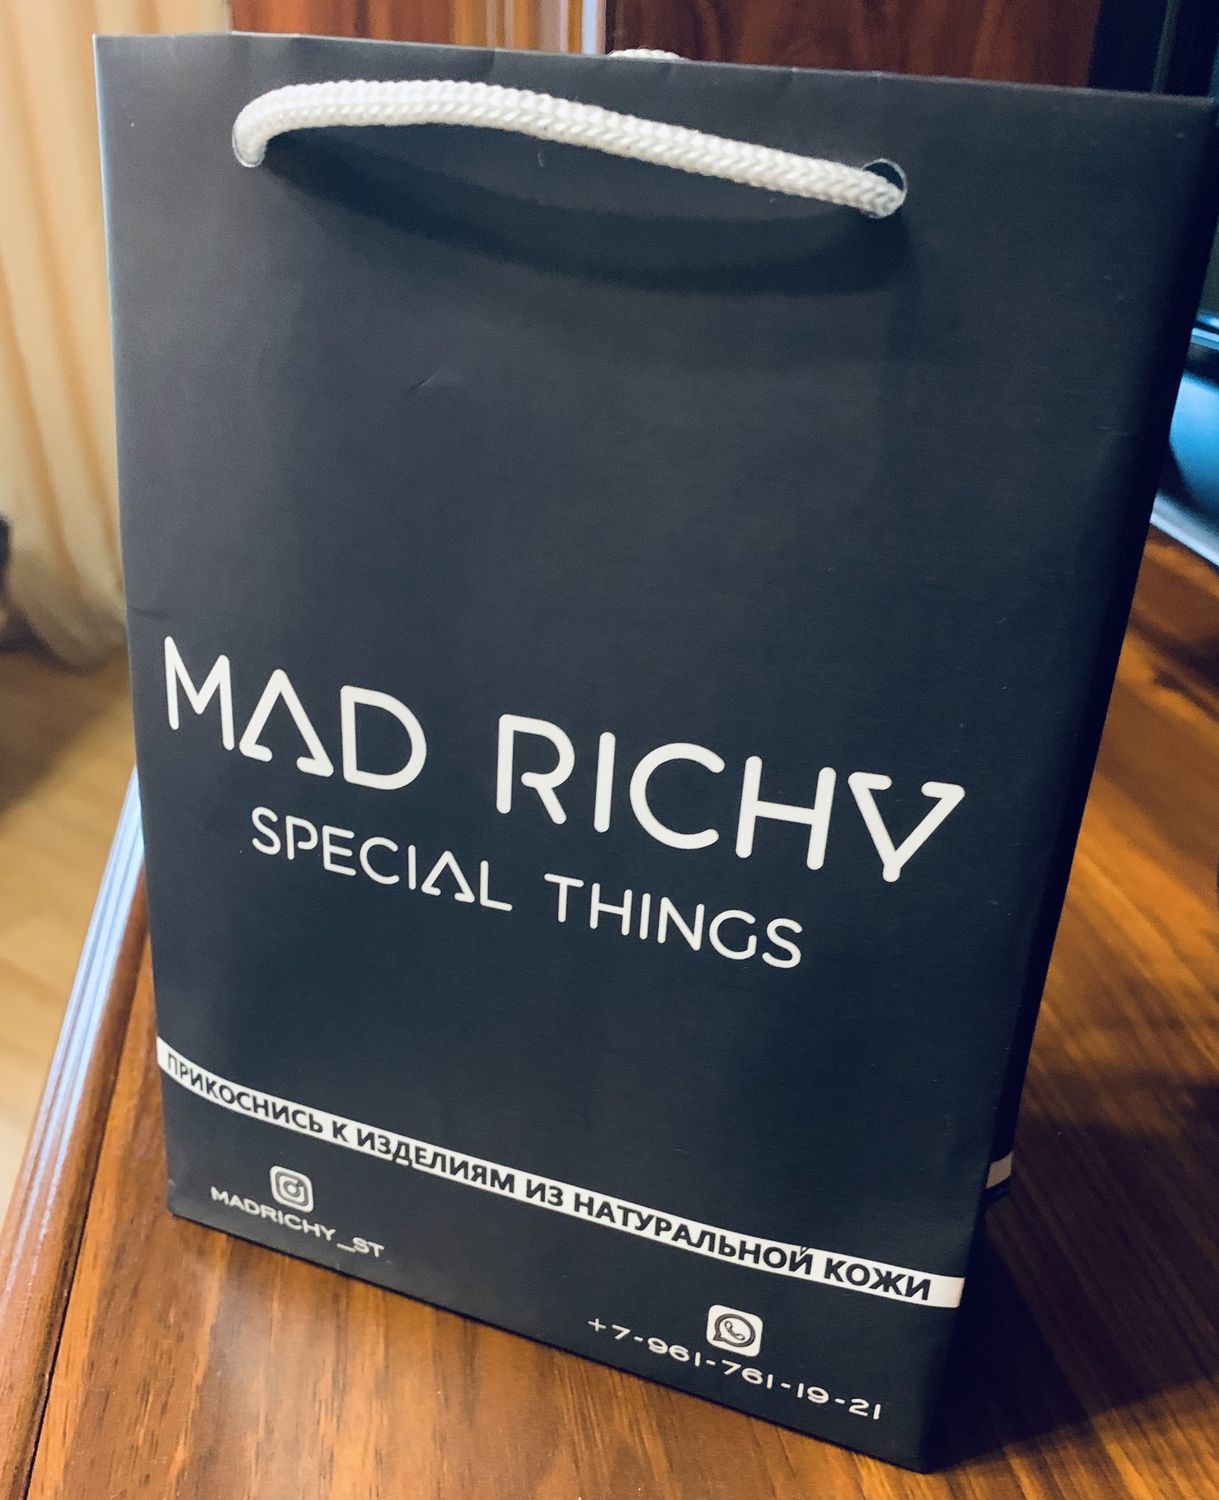 MAD RICHY
SPECIAL THINGS
ПРИКОСНИСЬ К ИЗДЕЛИЯМ ИЗ НАТУРАЛЬНОЙ КОЖИ
MADRICHY_ST
+7-961-761-19-21